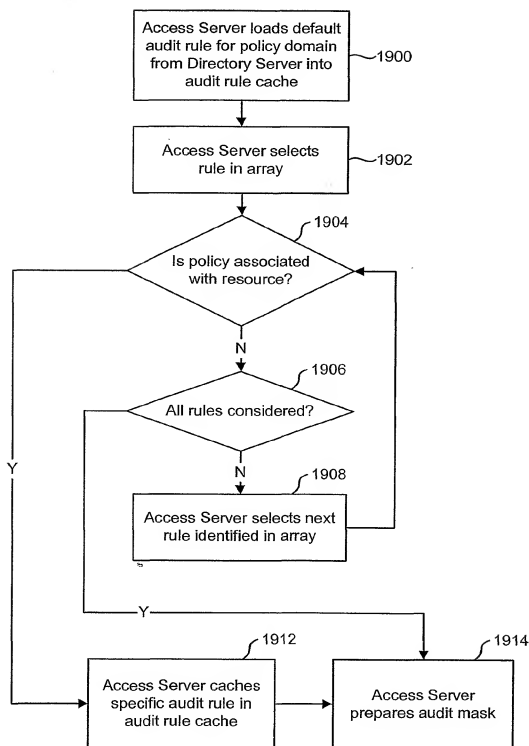 Access Server loads default
audit rule for policy domain
from Directory Server into
audit rule cache
1900
Access Server selects
rule in array
1902
1904
Is policy associated
with resource?
N
1906
All rules considered?
Y
N
1908
Access Server selects next
rule identified in array
Y
1912
Access Server caches
specific audit rule in
audit rule cache
1914
Access Server
prepares audit mask